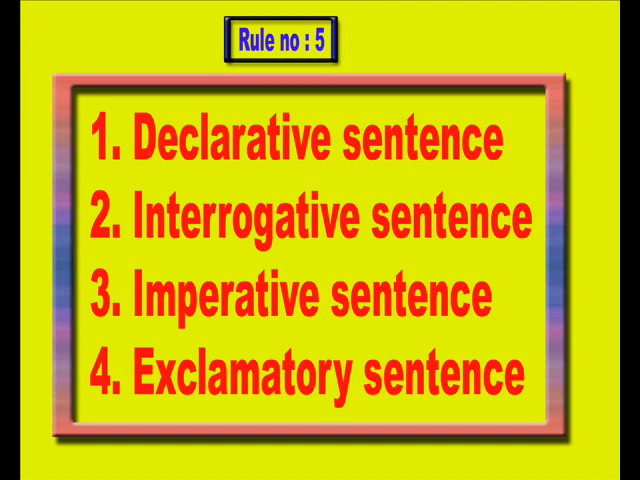 Rule no : 5
1. Declarative sentence
2. Interrogative sentence
3. Imperative sentence
4. Exclamatory sentence